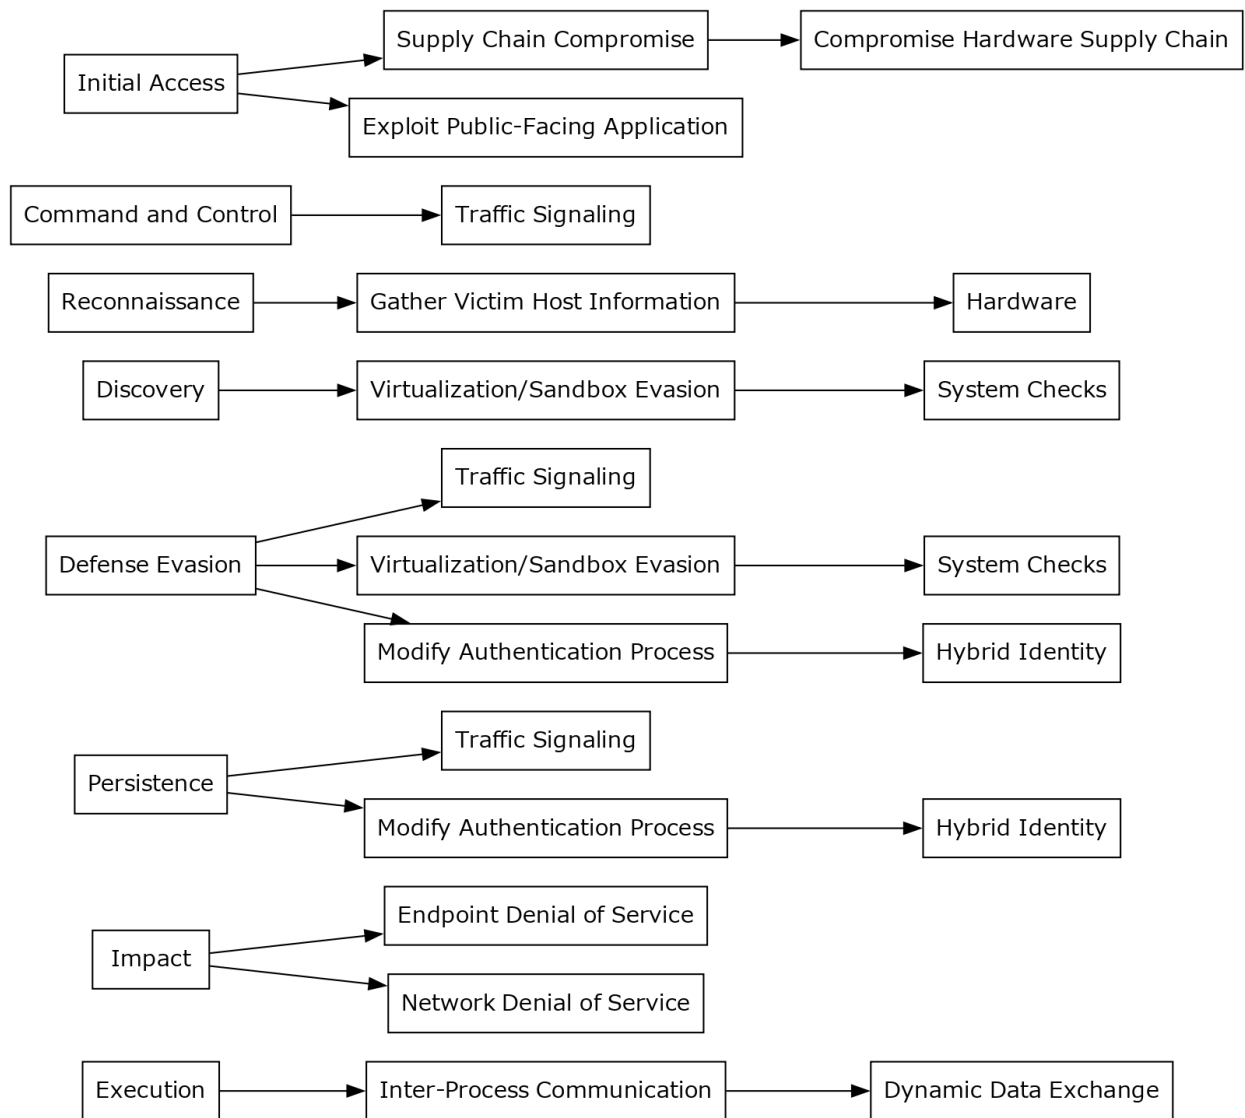 Initial Access
Supply Chain Compromise
Compromise Hardware Supply Chain
Exploit Public-Facing Application
Command and Control
Traffic Signaling
Reconnaissance
Gather Victim Host Information
Hardware
Discovery
Virtualization/Sandbox Evasion
System Checks
Defense Evasion
Traffic Signaling
Virtualization/Sandbox Evasion
System Checks
Modify Authentication Process
Hybrid Identity
Persistence
Traffic Signaling
Modify Authentication Process
Hybrid Identity
Impact
Endpoint Denial of Service
Network Denial of Service
Execution
Inter-Process Communication
Dynamic Data Exchange